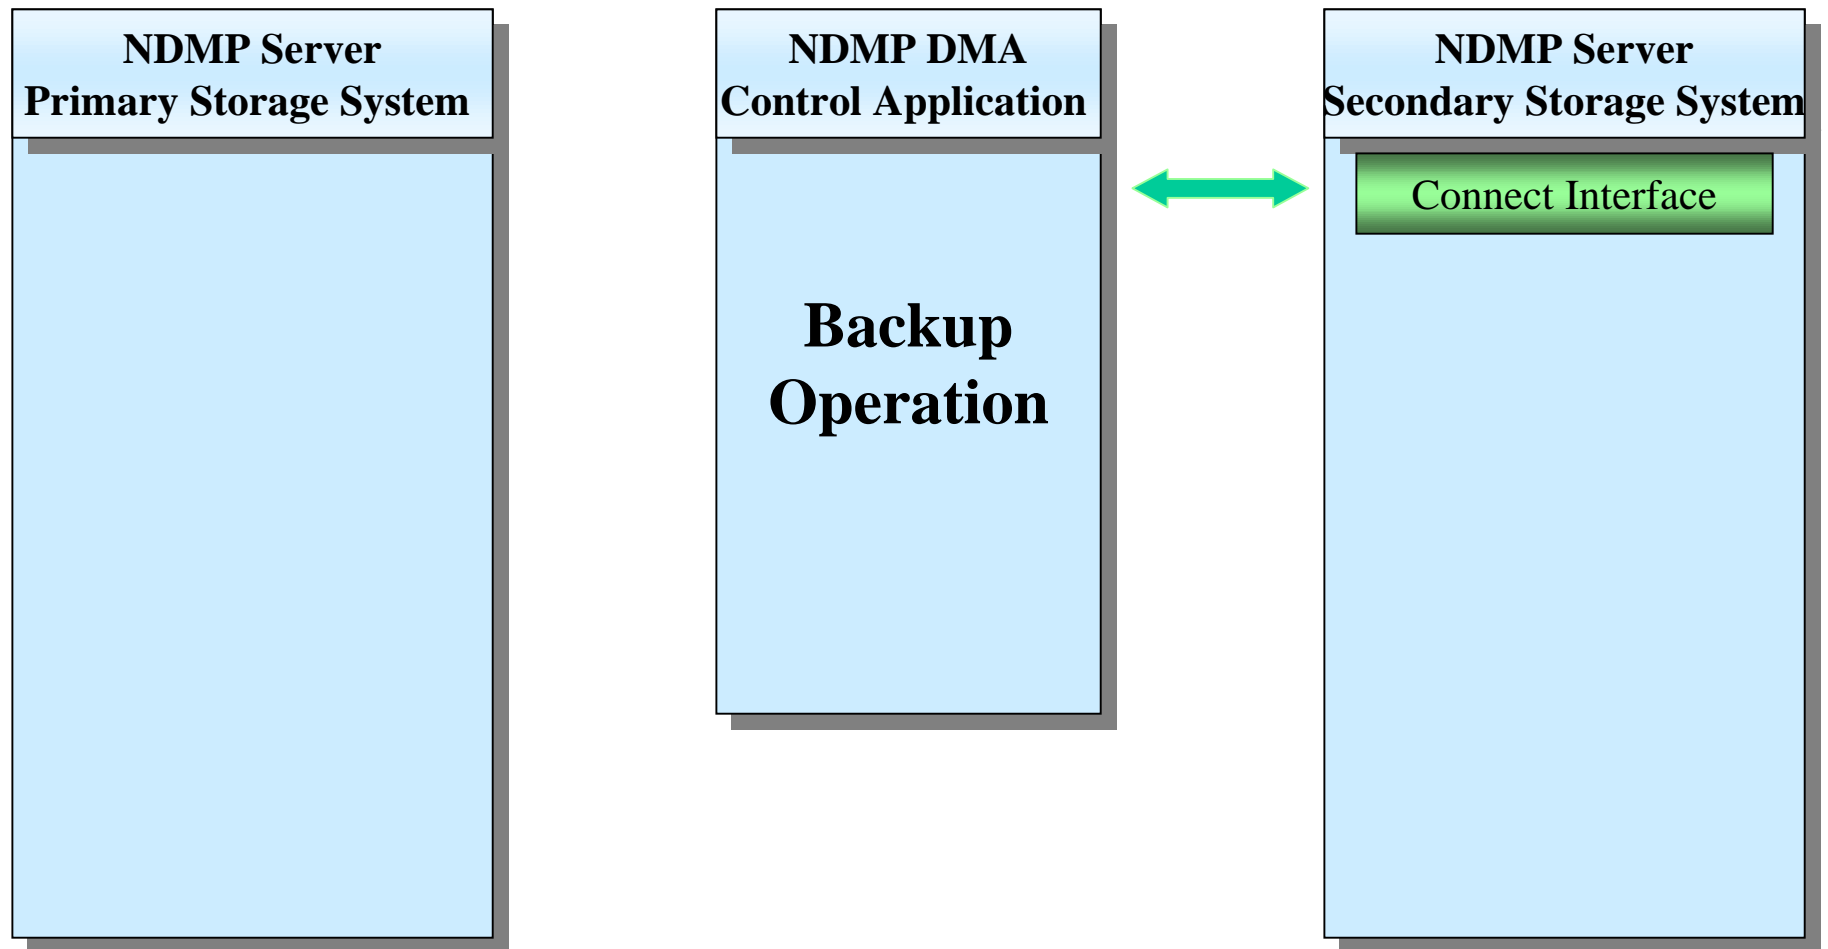 NDMP Server
Primary Storage System
NDMP DMA
Control Application
NDMP Server
Secondary Storage System
Connect Interface
Backup
Operation